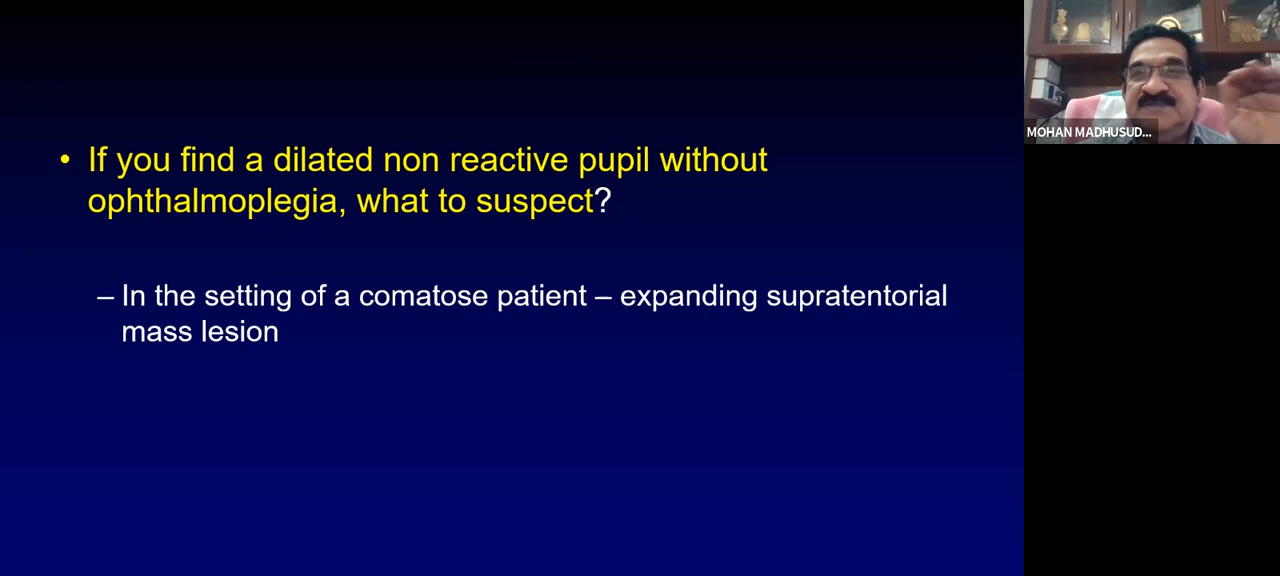 • If you find a dilated non reactive pupil without
ophthalmoplegia, what to suspect?
– In the setting of a comatose patient – expanding supratentorial
mass lesion
MOHAN MADHUSUD...